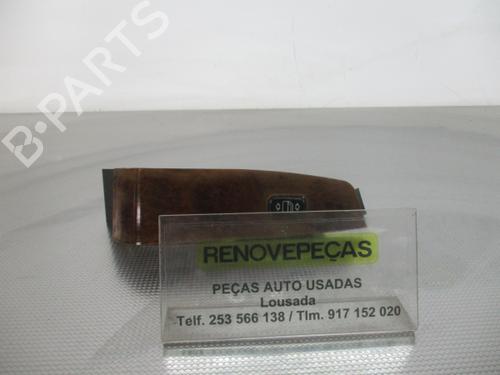 B-PARTS
RENOVEPEÇAS
PEÇAS AUTO USADAS
Lousada
Telf. 253 566 138 / Tlm. 917 152 020